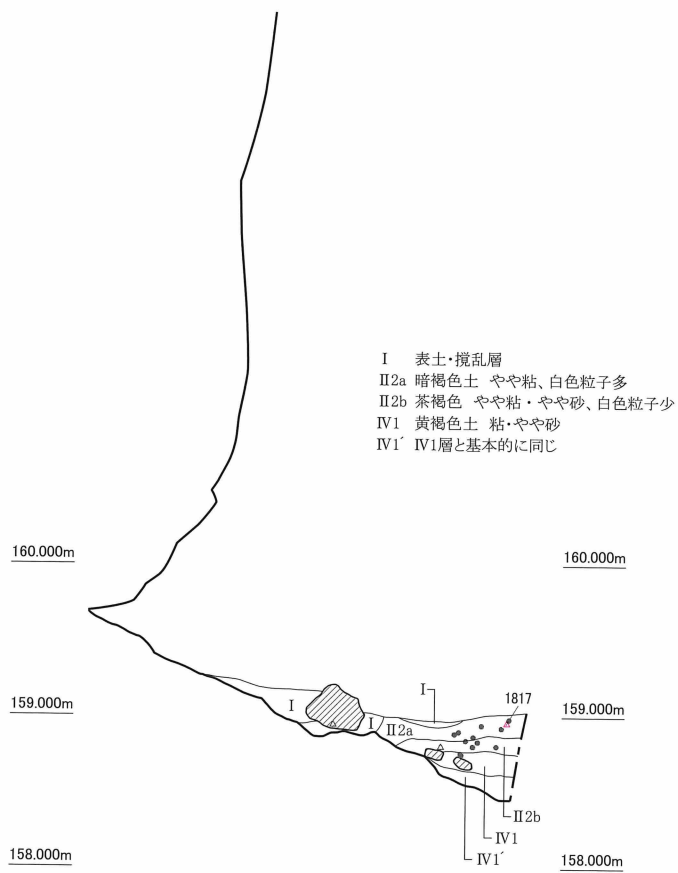 Ⅰ 表土・撹乱層
Ⅱ2a 暗褐色土 やや粘、白色粒子多
Ⅱ2b 茶褐色 やや粘・やや砂、白色粒子少
Ⅳ1 黄褐色土 粘・やや砂
Ⅳ1´ Ⅳ1層と基本的に同じ
160.000m 160.000m
159.000m Ⅰ 1817 159.000m
Ⅰ Ⅰ Ⅱ2a
Ⅱ2b
Ⅳ1
158.000m Ⅳ1´ 158.000m